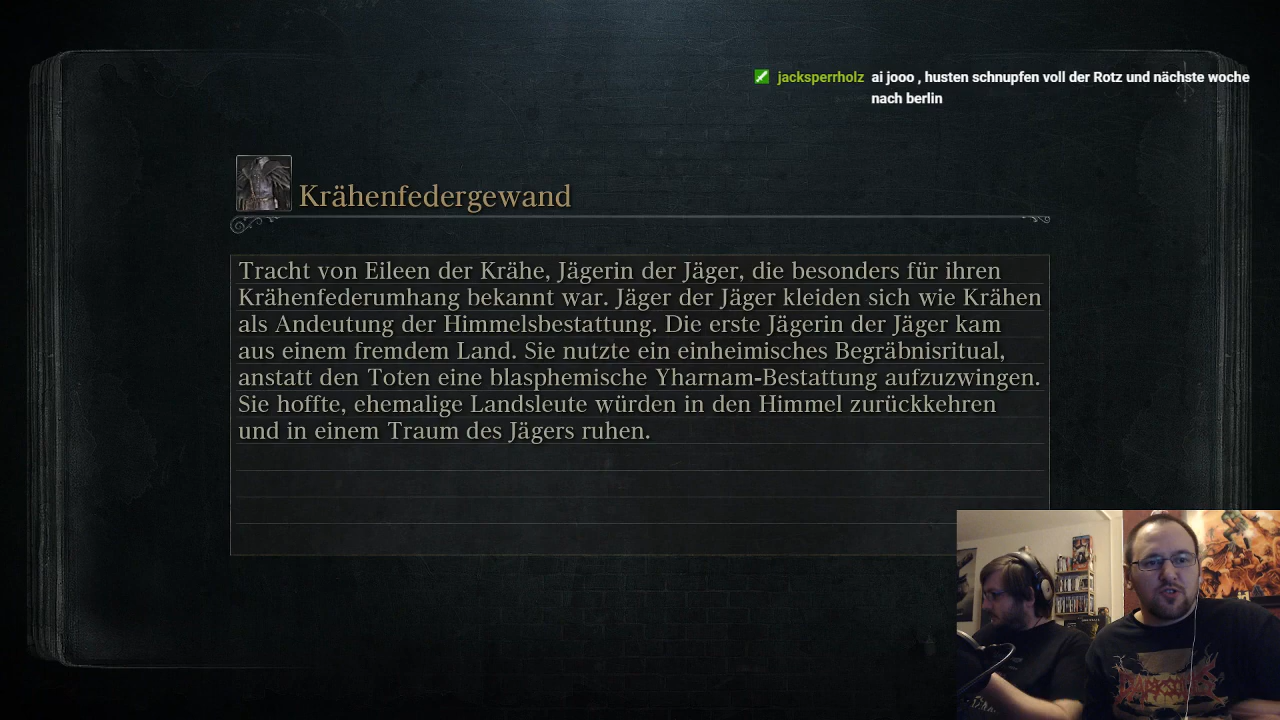 jacksperrholz ai jooo , husten schnupfen voll der Rotz und nächste woche
nach berlin
Krähenfedergewand
Tracht von Eileen der Krähe, Jägerin der Jäger, die besonders für ihren
Krähenfederumhang bekannt war. Jäger der Jäger kleiden sich wie Krähen
als Andeutung der Himmelsbestattung. Die erste Jägerin der Jäger kam
aus einem fremdem Land. Sie nutzte ein einheimisches Begräbnisritual,
anstatt den Toten eine blasphemische Yharnam-Bestattung aufzuzwingen.
Sie hoffte, ehemalige Landsleute würden in den Himmel zurückkehren
und in einem Traum des Jägers ruhen.